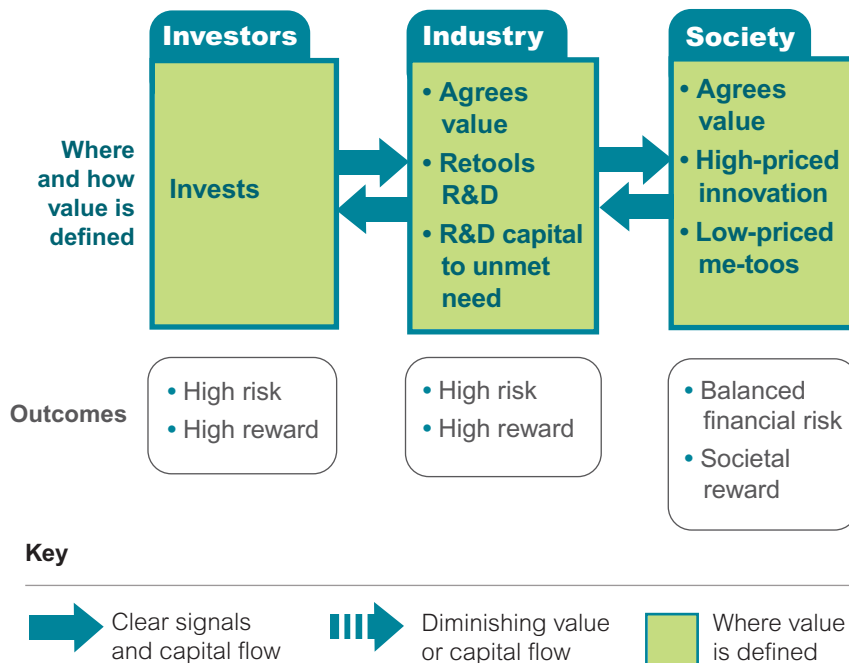 Investors
Industry
Society
Where
and how
value is
defined
Invests
• Agrees
value
• Retools
R&D
• R&D capital
to unmet
need
• Agrees
value
• High-priced
innovation
• Low-priced
me-toos
Outcomes
• High risk
• High reward
• High risk
• High reward
• Balanced
financial risk
• Societal
reward
Key
Clear signals
and capital flow
Diminishing value
or capital flow
Where value
is defined